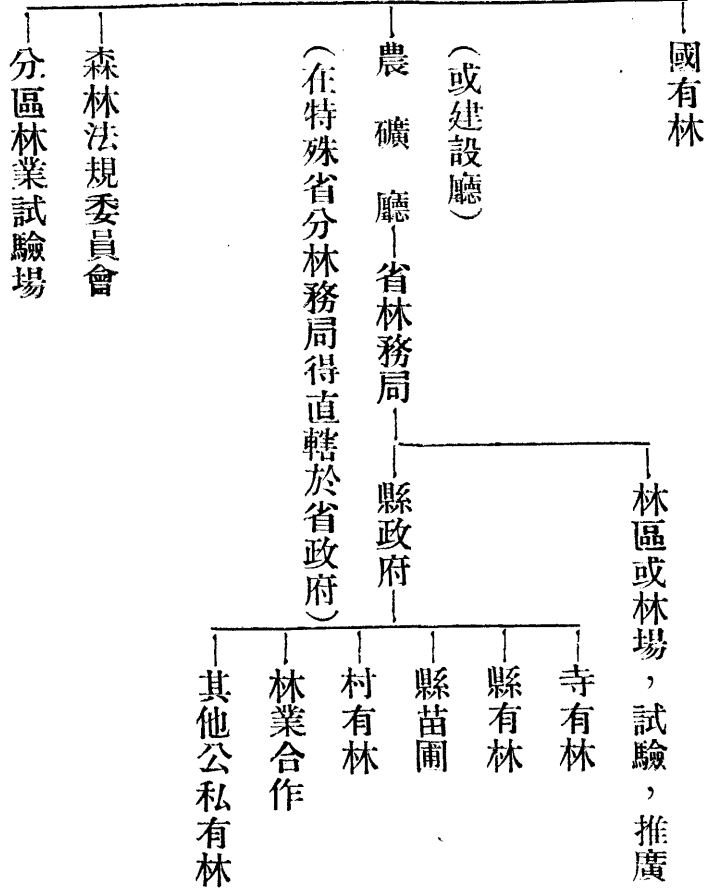 國有林
(或建設廳)
農礦廳
省林務局
(在特殊省分林務局得直轄於省政府)
森林法規委員會
分區林業試驗場
林區或林場,試驗,推廣
縣政府
寺有林
縣有林
縣苗圃
村有林
林業合作
其他公私有林